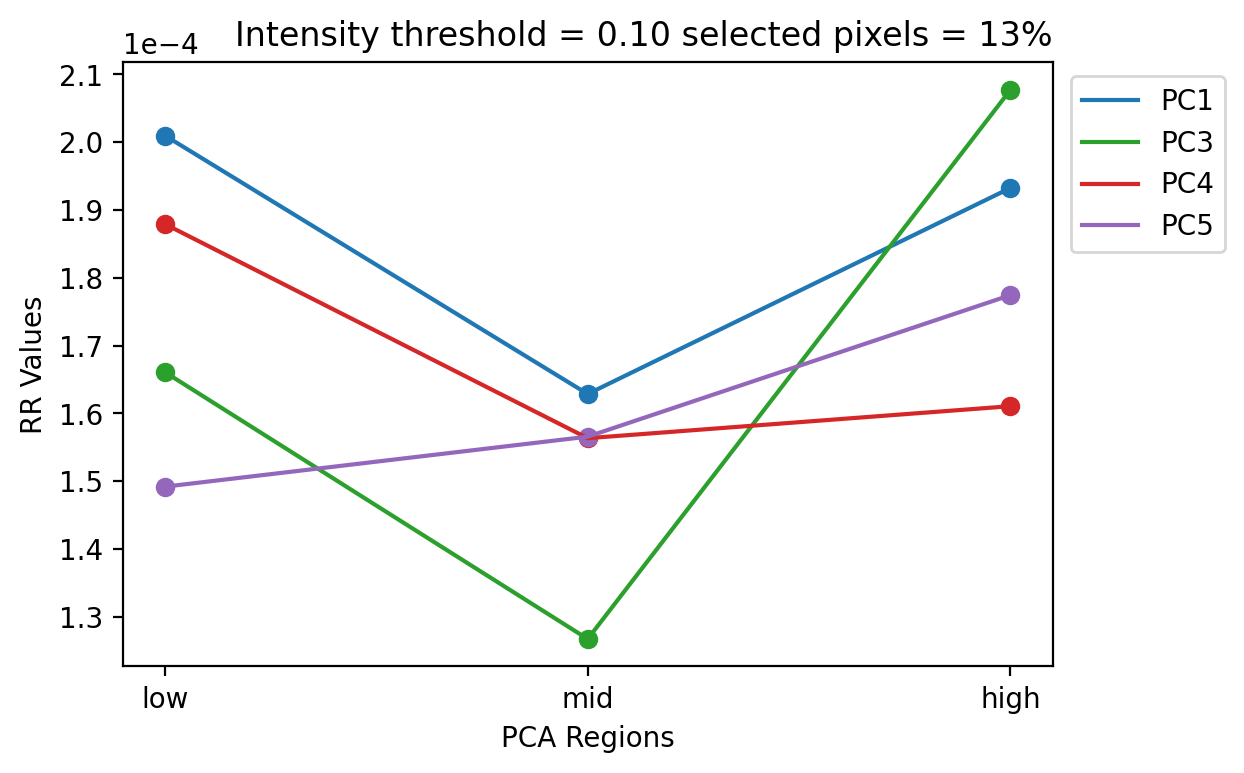 Intensity threshold = 0.10 selected pixels = 13%
1e−4
2.1
2.0
1.9
1.8
1.7
1.6
1.5
1.4
1.3
RR Values
low
mid
high
PCA Regions
PC1
PC3
PC4
PC5